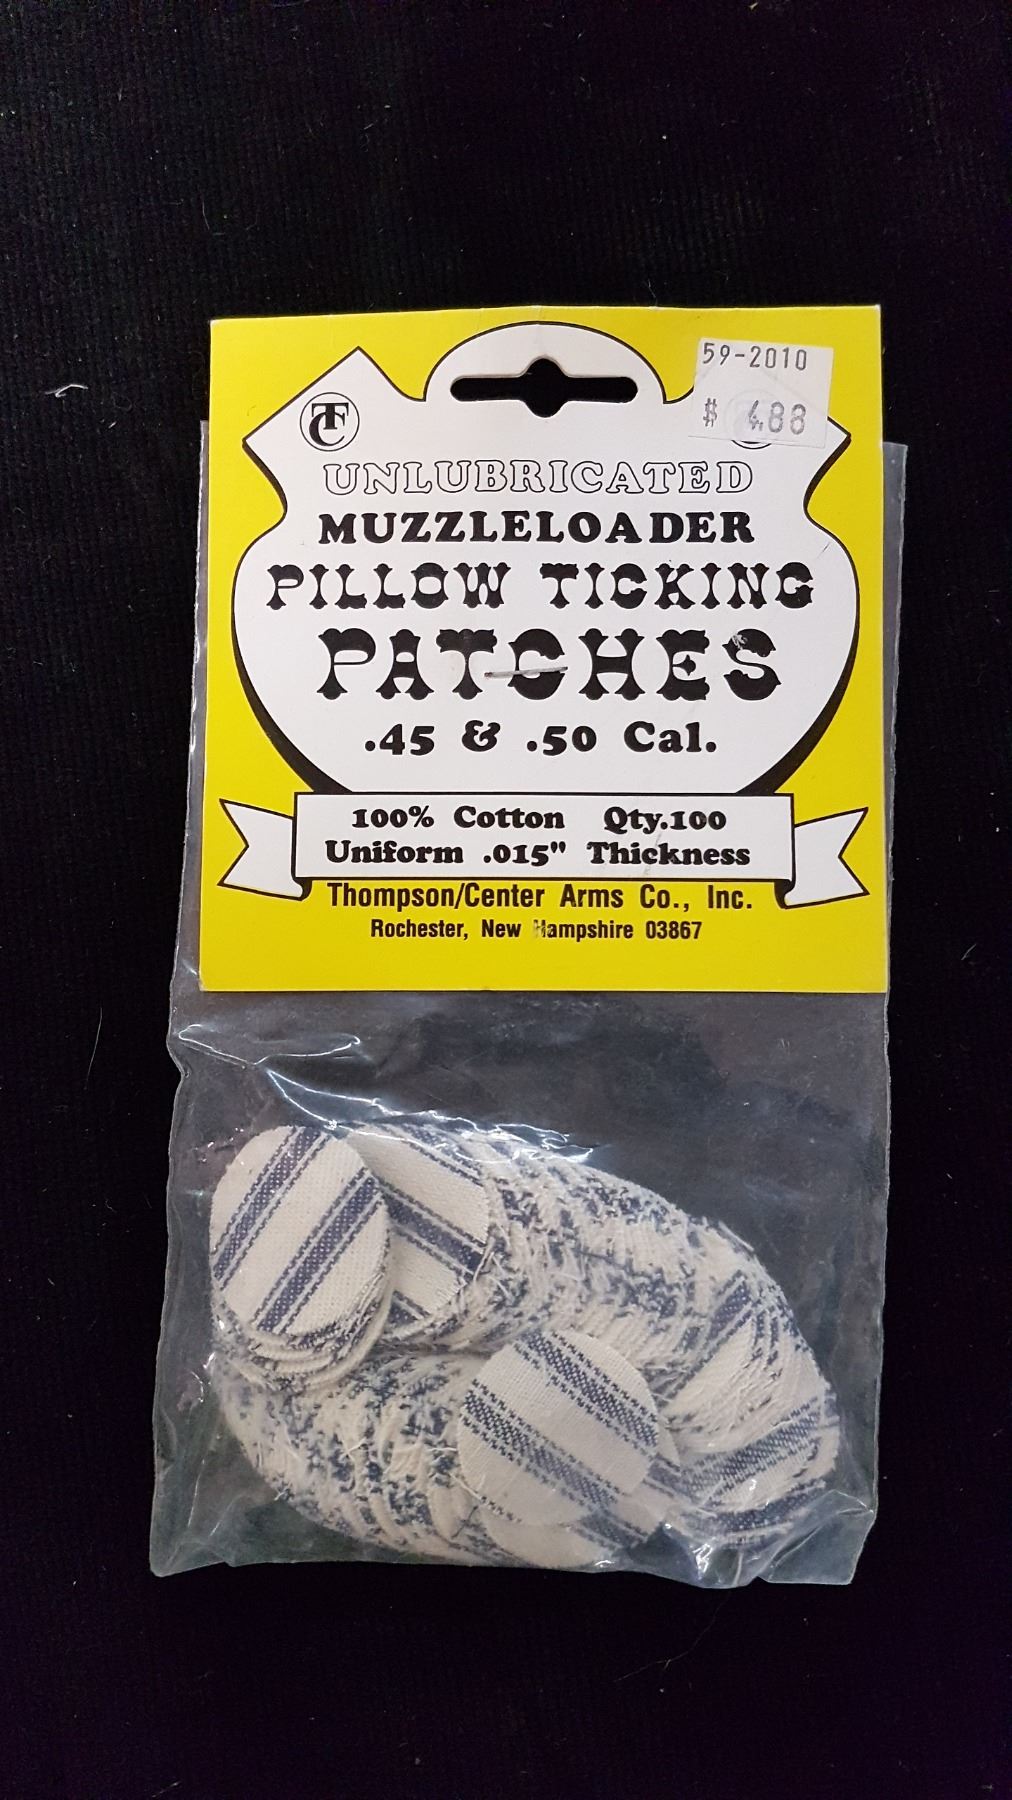 59-2010
$ 4.88
TC
UNLUBRICATED
MUZZLELOADER
PILLOW TICKING
PATCHES
.45 & .50 Cal.
100% Cotton Qty.100
Uniform .015" Thickness
Thompson/Center Arms Co., Inc.
Rochester, New Hampshire 03867